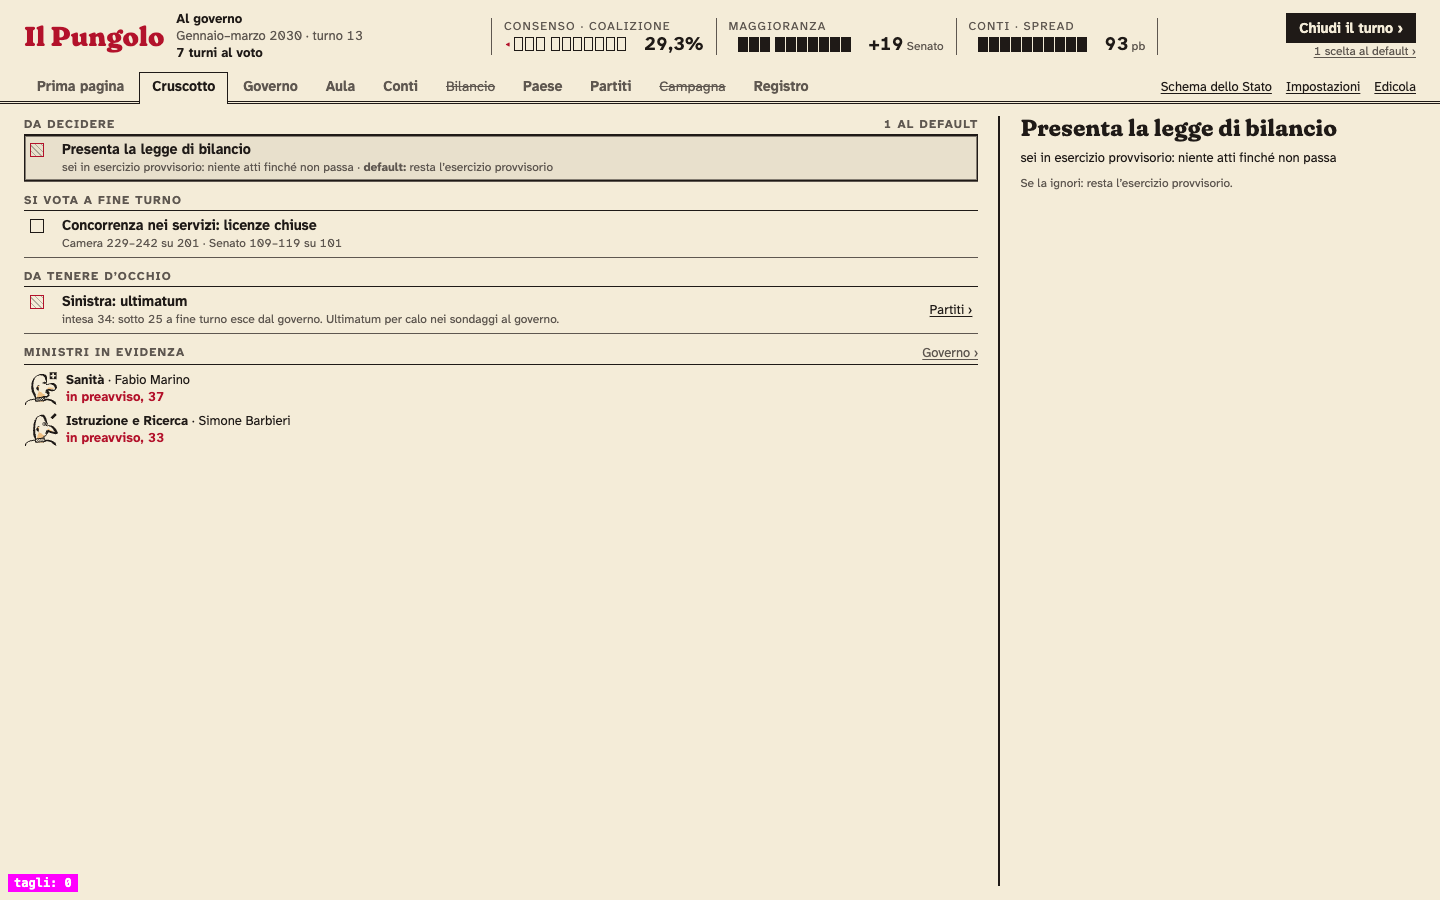 Il Pungolo
Al governo
Gennaio–marzo 2030 · turno 13
7 turni al voto
CONSENSO · COALIZIONE
29,3%
MAGGIORANZA
+19 Senato
CONTI · SPREAD
93 pb
Chiudi il turno ›
1 scelta al default ›
Prima pagina
Cruscotto
Governo
Aula
Conti
Bilancio
Paese
Partiti
Campagna
Registro
Schema dello Stato
Impostazioni
Edicola
DA DECIDERE
1 AL DEFAULT
Presenta la legge di bilancio
sei in esercizio provvisorio: niente atti finché non passa · default: resta l’esercizio provvisorio
SI VOTA A FINE TURNO
Concorrenza nei servizi: licenze chiuse
Camera 229–242 su 201 · Senato 109–119 su 101
DA TENERE D’OCCHIO
Sinistra: ultimatum
intesa 34: sotto 25 a fine turno esce dal governo. Ultimatum per calo nei sondaggi al governo.
Partiti ›
MINISTRI IN EVIDENZA
Governo ›
Sanità · Fabio Marino
in preavviso, 37
Istruzione e Ricerca · Simone Barbieri
in preavviso, 33
Presenta la legge di bilancio
sei in esercizio provvisorio: niente atti finché non passa
Se la ignori: resta l’esercizio provvisorio.
tagli: 0